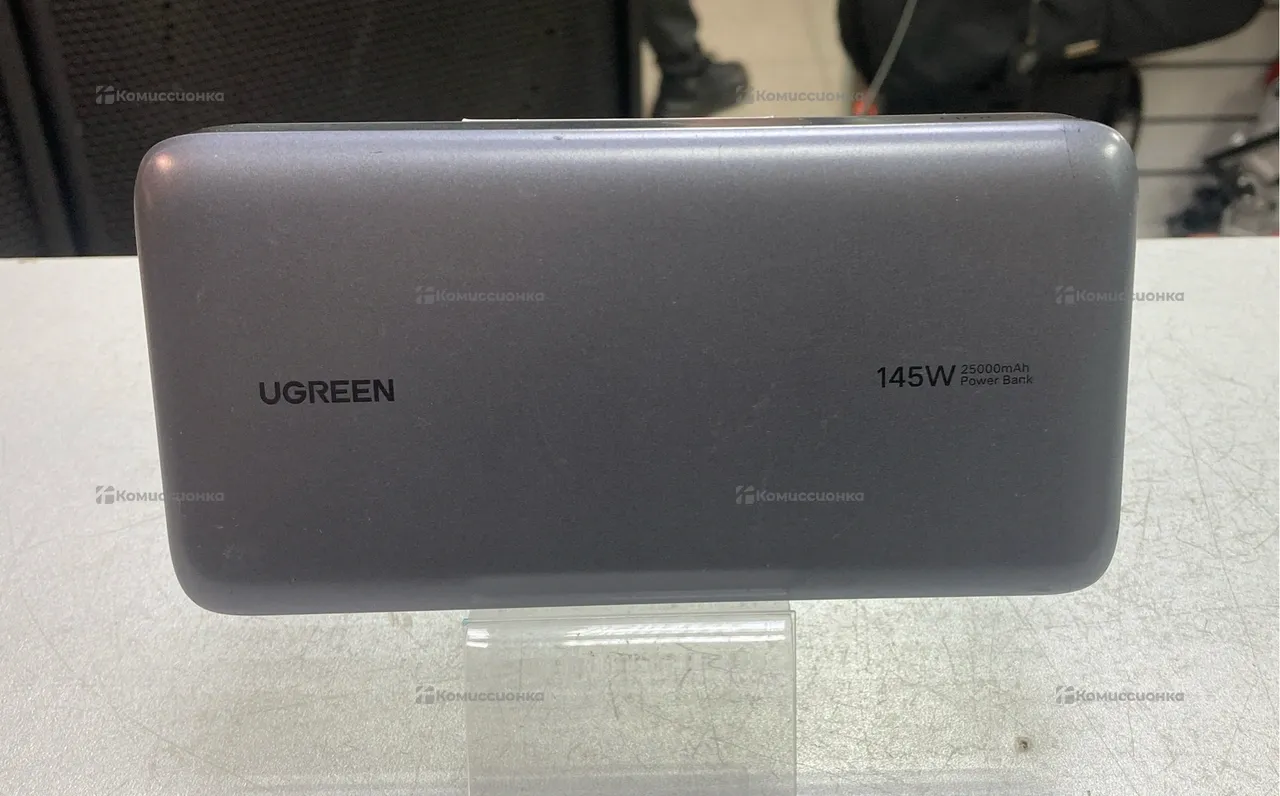 Комиссионка
Комиссионка
Комиссионка
Комиссионка
UGREEN
145W 25000mAh
Power Bank
Комиссионка
Комиссионка
Комиссионка
Комиссионка